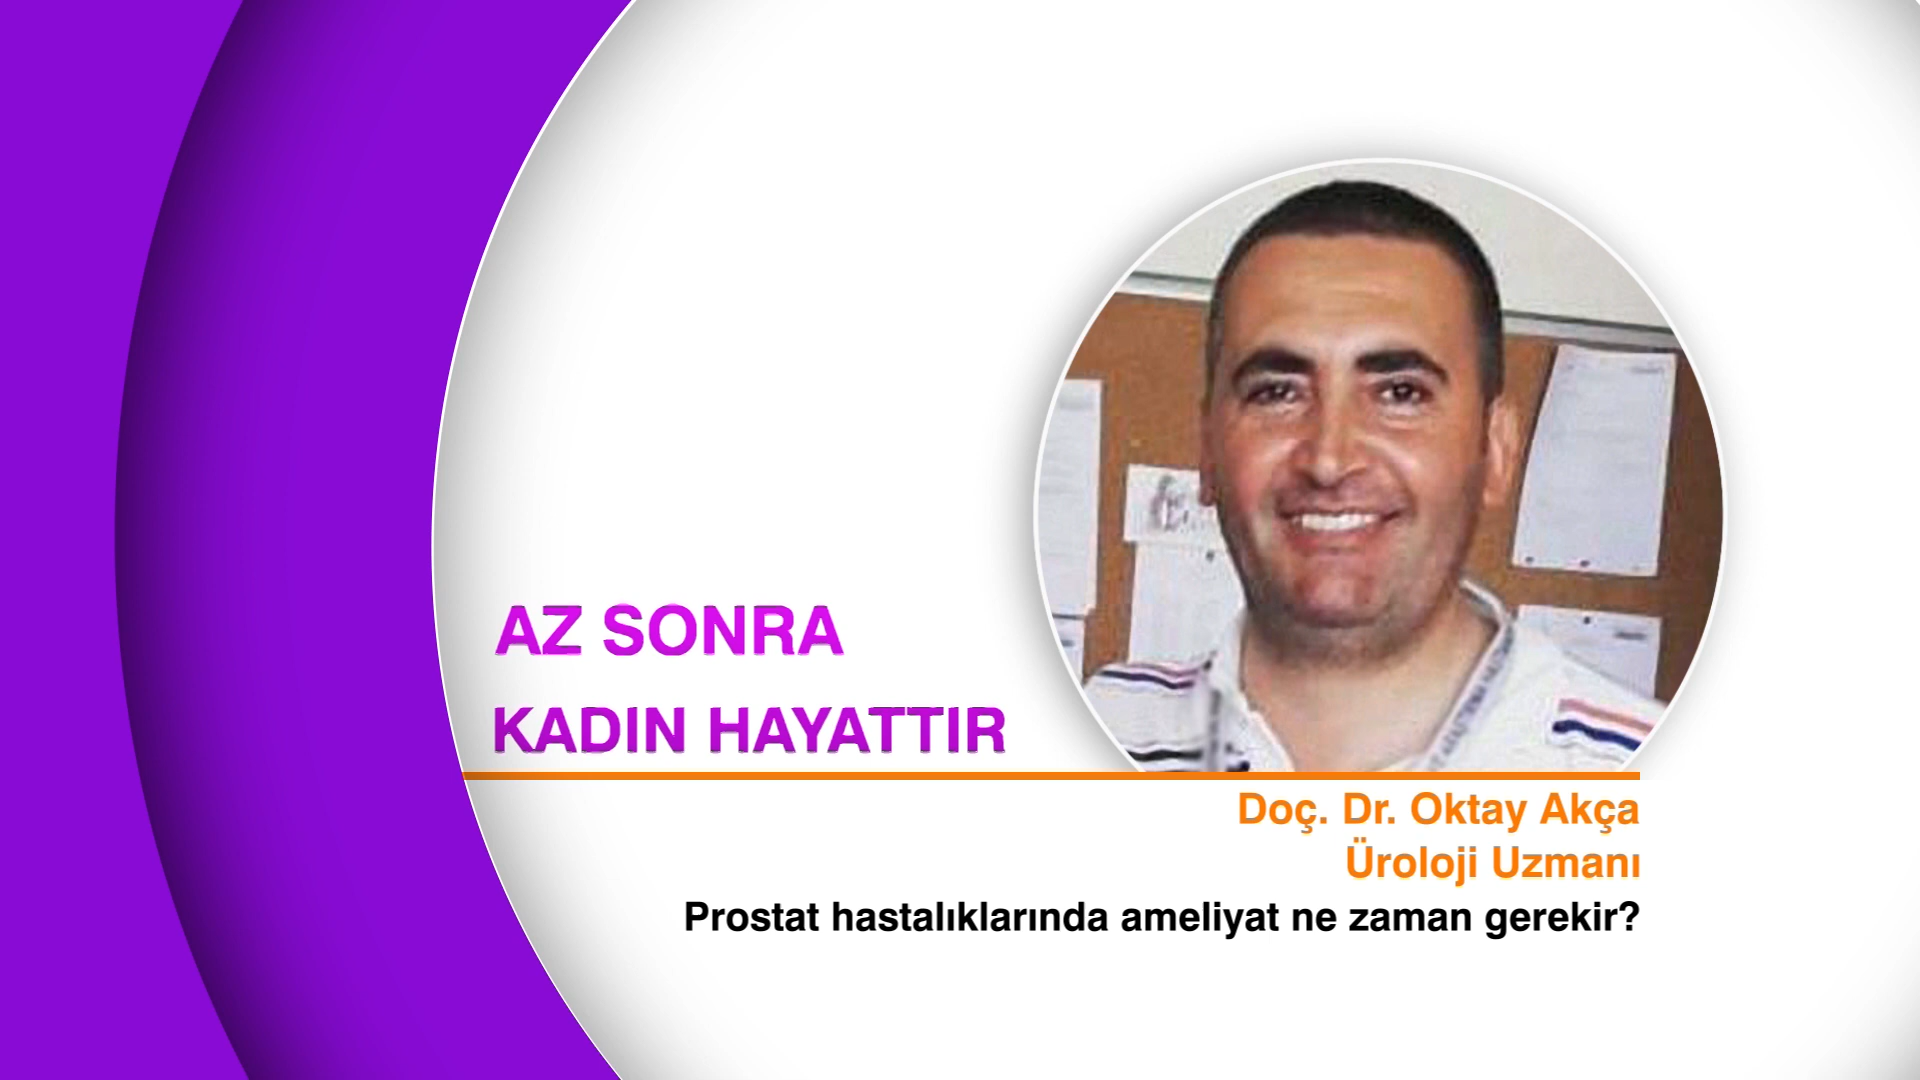 AZ SONRA
KADIN HAYATTIR
Doç. Dr. Oktay Akça
Üroloji Uzmanı
Prostat hastalıklarında ameliyat ne zaman gerekir?